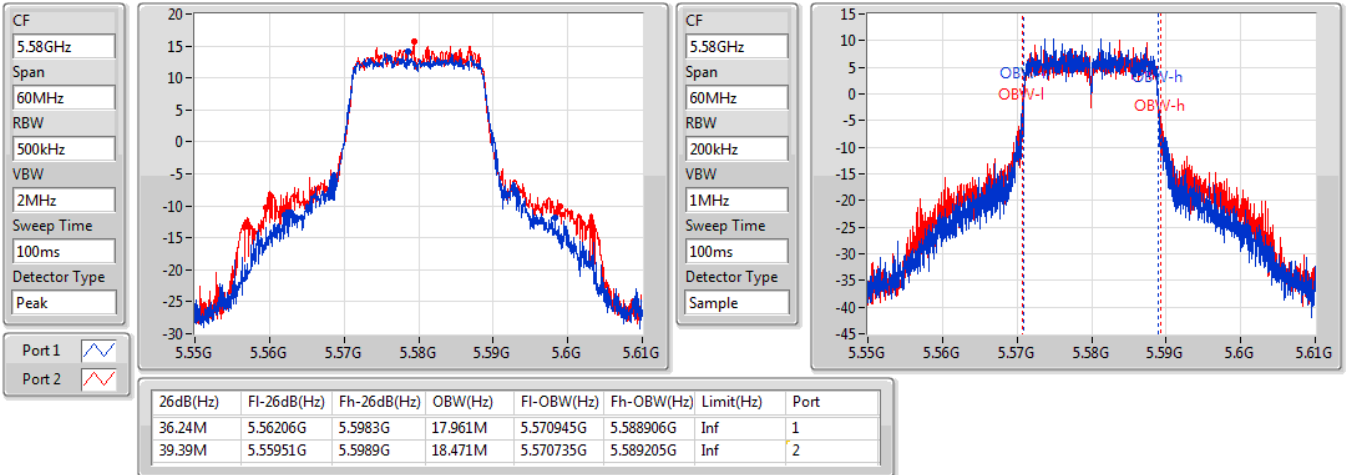 CF
5.58GHz
Span
60MHz
RBW
500kHz
VBW
2MHz
Sweep Time
100ms
Detector Type
Peak
Port 1
Port 2
20
15
10
5
0
-5
-10
-15
-20
-25
-30
5.55G 5.56G 5.57G 5.58G 5.59G 5.6G 5.61G
CF
5.58GHz
Span
60MHz
RBW
200kHz
VBW
1MHz
Sweep Time
100ms
Detector Type
Sample
15
10
5
0
-5
-10
-15
-20
-25
-30
-35
-40
-45
OBW-l
OBW-h
OBW-h
5.55G 5.56G 5.57G 5.58G 5.59G 5.6G 5.61G
26dB(Hz) Fl-26dB(Hz) Fh-26dB(Hz) OBW(Hz) Fl-OBW(Hz) Fh-OBW(Hz) Limit(Hz) Port
36.24M 5.56206G 5.5983G 17.961M 5.570945G 5.588906G Inf 1
39.39M 5.55951G 5.5989G 18.471M 5.570735G 5.589205G Inf 2